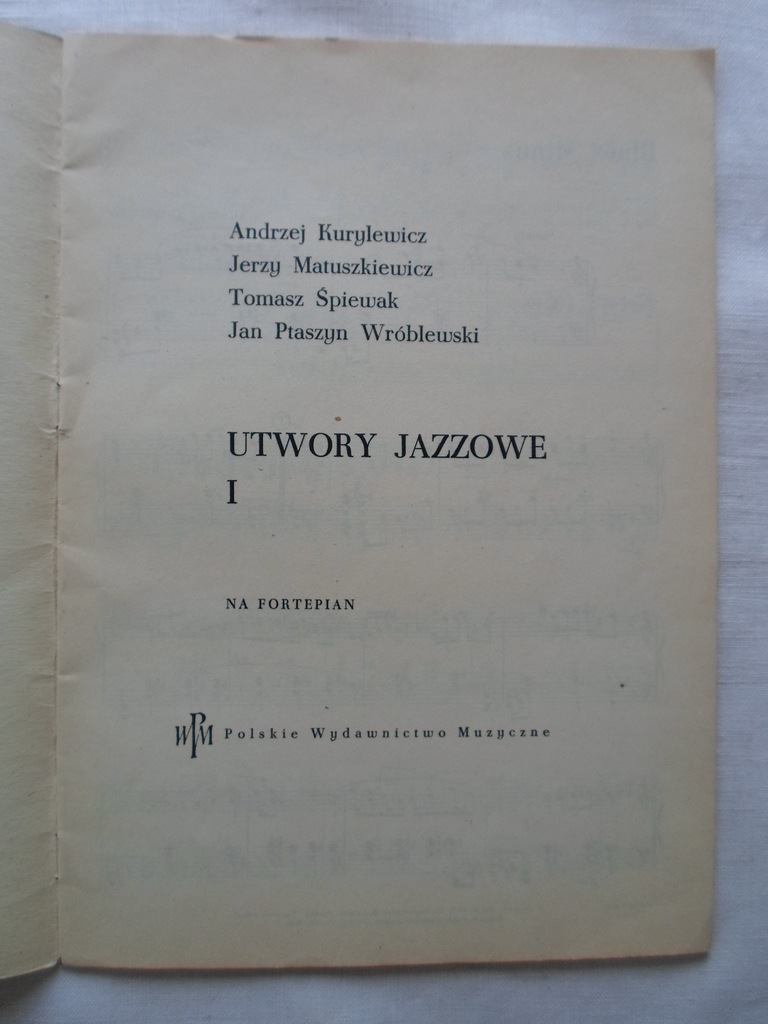 Andrzej Kurylewicz
Jerzy Matuszkiewicz
Tomasz Śpiewak
Jan Ptaszyn Wróblewski
UTWORY JAZZOWE
I
NA FORTEPIAN
PWM Polskie Wydawnictwo Muzyczne